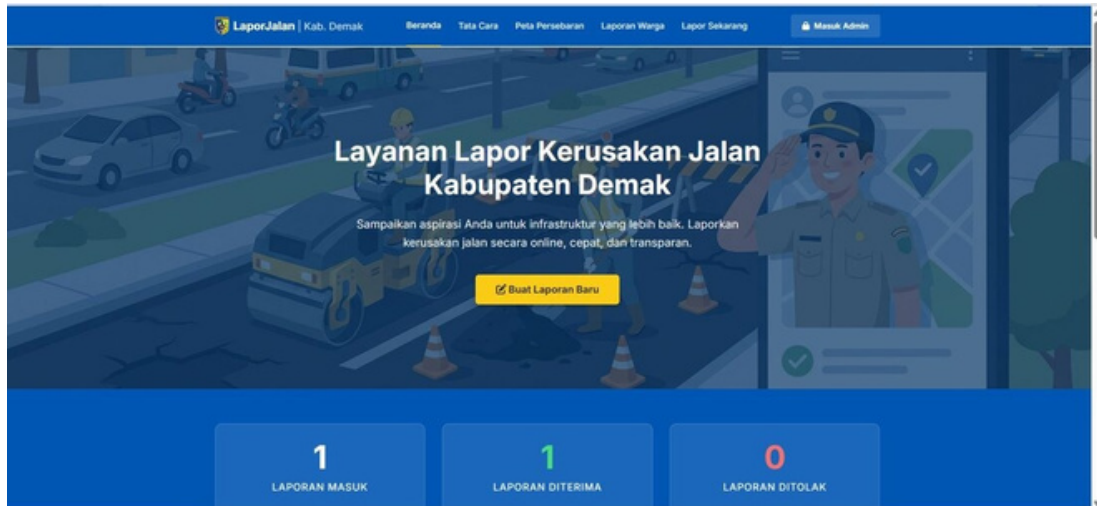 LaporJalan | Kab. Demak Beranda Tata Cara Peta Persebaran Laporan Warga Lapor Sekarang Masuk Admin
Layanan Lapor Kerusakan Jalan
Kabupaten Demak
Sampaikan aspirasi Anda untuk infrastruktur yang lebih baik. Laporkan
kerusakan jalan secara online, cepat, dan transparan.
Buat Laporan Baru
1 1 0
LAPORAN MASUK LAPORAN DITERIMA LAPORAN DITOLAK